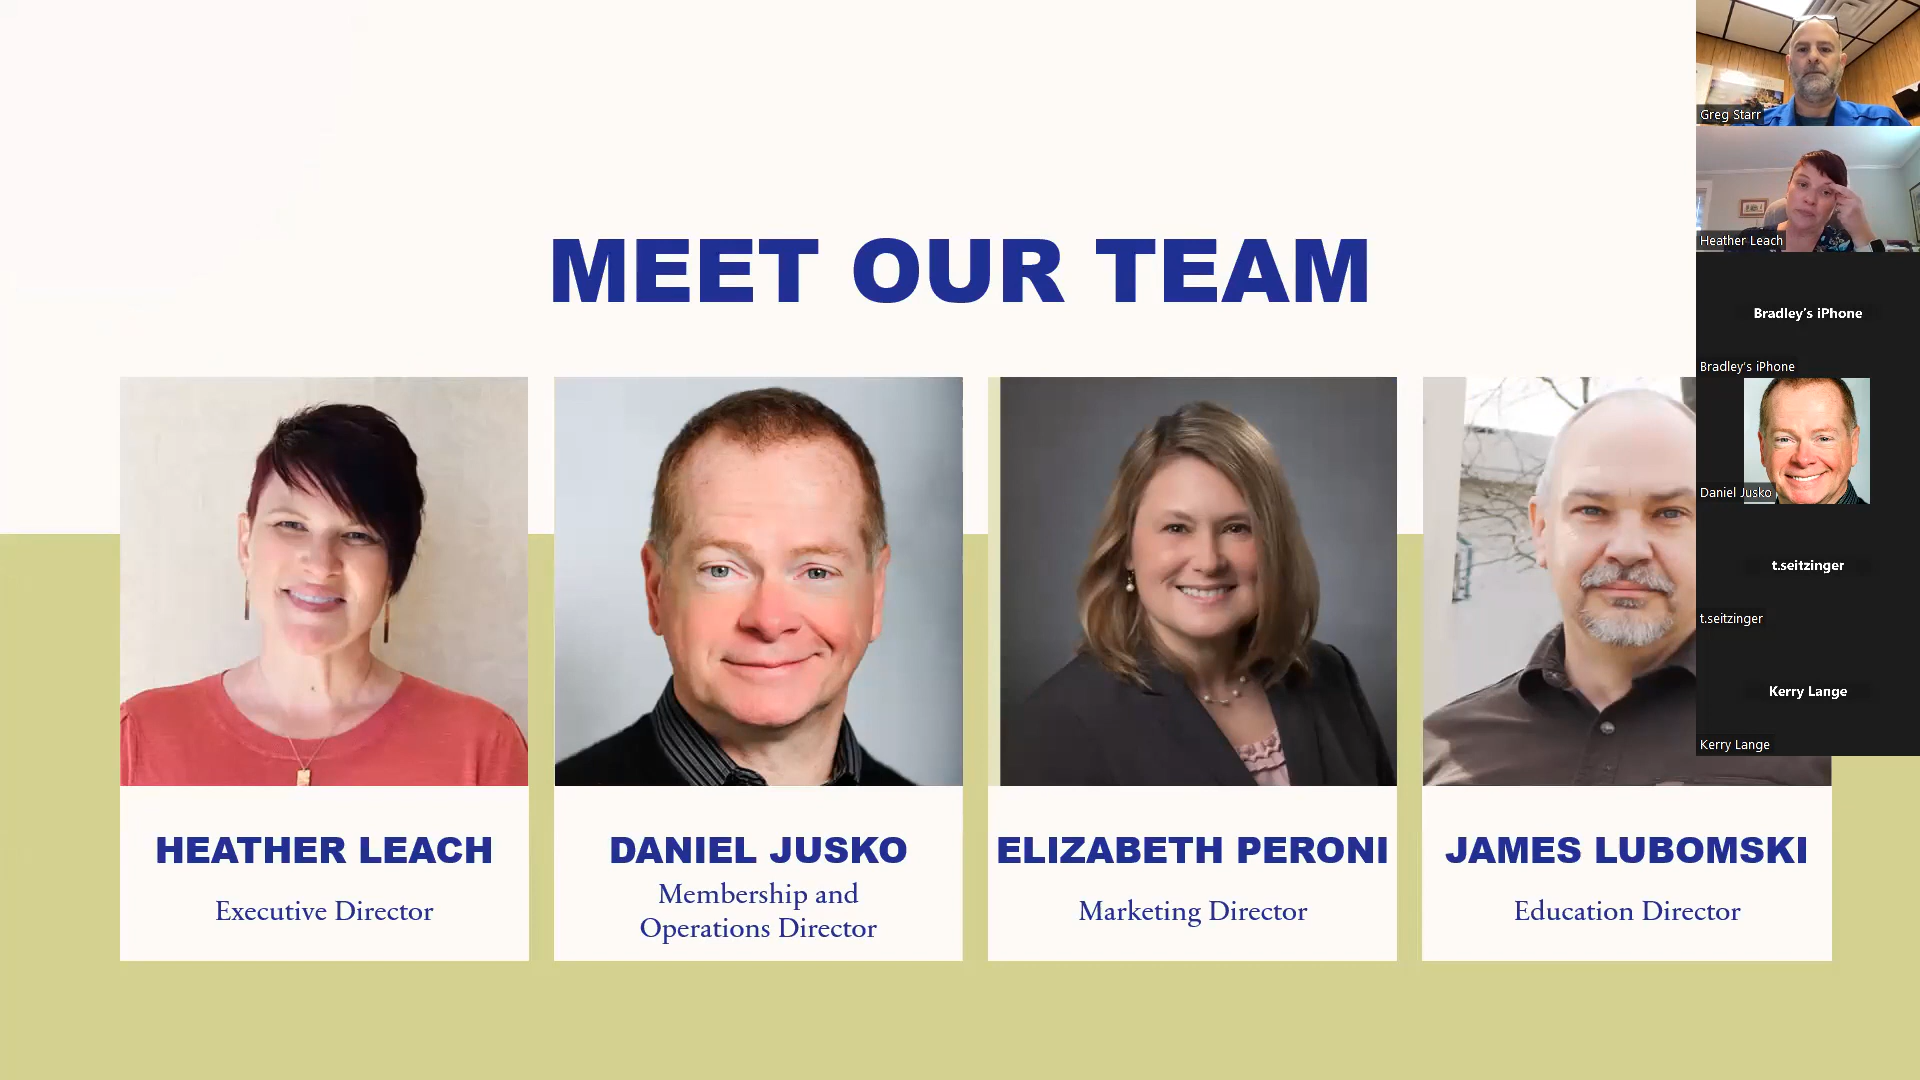 MEET OUR TEAM
HEATHER LEACH
Executive Director
DANIEL JUSKO
Membership and
Operations Director
ELIZABETH PERONI
Marketing Director
JAMES LUBOMSKI
Education Director
Greg Starr
Heather Leach
Bradley's iPhone
Bradley's iPhone
Daniel Jusko
t.seitzinger
t.seitzinger
Kerry Lange
Kerry Lange